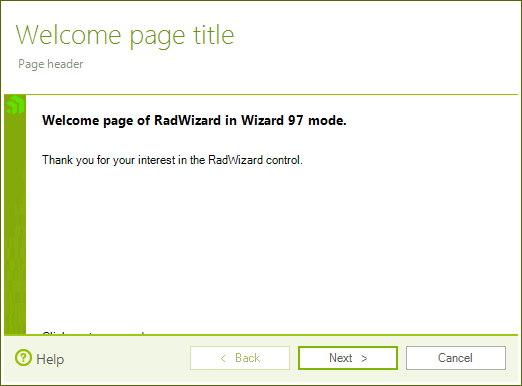 Welcome page title
Page header
Welcome page of RadWizard in Wizard 97 mode.
Thank you for your interest in the RadWizard control.
Help
< Back
Next >
Cancel